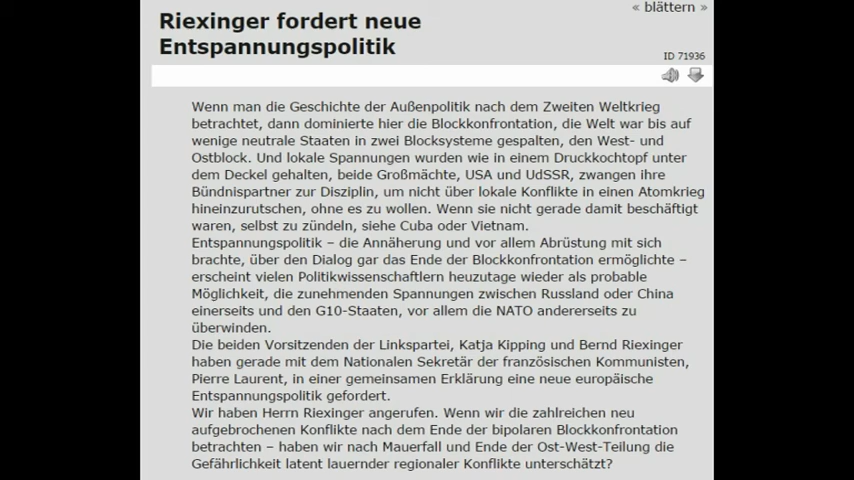 « blättern »
Riexinger fordert neue
Entspannungspolitik
ID 71936
Wenn man die Geschichte der Außenpolitik nach dem Zweiten Weltkrieg
betrachtet, dann dominierte hier die Blockkonfrontation, die Welt war bis auf
wenige neutrale Staaten in zwei Blocksysteme gespalten, den West- und
Ostblock. Und lokale Spannungen wurden wie in einem Druckkochtopf unter
dem Deckel gehalten, beide Großmächte, USA und UdSSR, zwangen ihre
Bündnispartner zur Disziplin, um nicht über lokale Konflikte in einen Atomkrieg
hineinzurutschen, ohne es zu wollen. Wenn sie nicht gerade damit beschäftigt
waren, selbst zu zündeln, siehe Cuba oder Vietnam.
Entspannungspolitik – die Annäherung und vor allem Abrüstung mit sich
brachte, über den Dialog gar das Ende der Blockkonfrontation ermöglichte –
erscheint vielen Politikwissenschaftlern heuzutage wieder als probable
Möglichkeit, die zunehmenden Spannungen zwischen Russland oder China
einerseits und den G10-Staaten, vor allem die NATO andererseits zu
überwinden.
Die beiden Vorsitzenden der Linkspartei, Katja Kipping und Bernd Riexinger
haben gerade mit dem Nationalen Sekretär der französischen Kommunisten,
Pierre Laurent, in einer gemeinsamen Erklärung eine neue europäische
Entspannungspolitik gefordert.
Wir haben Herrn Riexinger angerufen. Wenn wir die zahlreichen neu
aufgebrochenen Konflikte nach dem Ende der bipolaren Blockkonfrontation
betrachten – haben wir nach Mauerfall und Ende der Ost-West-Teilung die
Gefährlichkeit latent lauernder regionaler Konflikte unterschätzt?